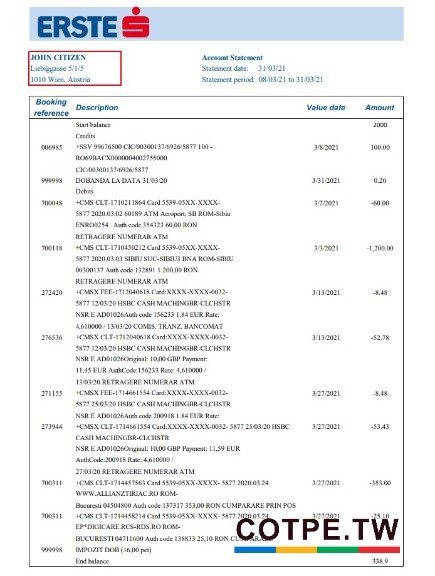 ERSTE
JOHN CITIZEN
Liebiggasse 5/1/5
1010 Wien, Austria
Account Statement
Statement date: 31/03/21
Statement period: 08/03/21 to 31/03/21
Booking reference Description Value date Amount
Start balance 2000
Credits
006985 +SSV 99676500 CIC/00300137/6926/5877 100 - 3/8/2021 100.00
RO69BACX0000004002755000
CIC/00300137/6926/5877
999998 DOBANDA LA DATA 31/03/20 3/31/2021 0.20
Debits
700048 +CMS CLT-1710211864 Card 5539-05XX-XXXX- 3/2/2021 -60.00
5877 2020.03.02 60189 ATM Aeroport, SB ROM-Sibiu
ENRO0254 Auth code 354323 60,00 RON
RETRAGERE NUMERAR ATM
700118 +CMS CLT-1710450212 Card 5539-05XX-XXXX- 3/3/2021 -1,200.00
5877 2020.03.03 SIBIU SUC-SIBIU3 BNA ROM-SIBIU
00300137 Auth code 132891 1.200,00 RON
RETRAGERE NUMERAR ATM
272420 +CMSX FEE-1712040618 Card:XXXX-XXXX-0032- 3/13/2021 -8.48
5877 12/03/20 HSBC CASH MACHINGBR-CLCHSTR
NSR E AD01026Auth code 156233 1.84 EUR Rate:
4,610000 / 13/03/20 COMIS. TRANZ. BANCOMAT
276536 +CMSX CLT-1712040618 Card:XXXX-XXXX-0032- 3/13/2021 -52.78
5877 12/03/20 HSBC CASH MACHINGBR-CLCHSTR
NSR E AD01026Original: 10,00 GBP Payment:
11,45 EUR AuthCode:156233 Rate: 4,610000 /
13/03/20 RETRAGERE NUMERAR ATM
271155 +CMSX FEE-1714661554 Card:XXXX-XXXX-0032- 3/27/2021 -8.48
5877 25/03/20 HSBC CASH MACHINGBR-CLCHSTR
NSR E AD01026Auth code 200918 1.84 EUR Rate:
273944 +CMSX CLT-1714661554 Card:XXXX-XXXX-0032- 5877 25/03/20 HSBC 3/27/2021 -53.43
CASH MACHINGBR-CLCHSTR
NSR E AD01026Original: 10,00 GBP Payment: 11,59 EUR
AuthCode:200918 Rate: 4,610000 /
27/03/20 RETRAGERE NUMERAR ATM
700311 +CMS CLT-1714457563 Card 5539-05XX-XXXX- 5877 2020.03.24 3/27/2021 -353.00
WWW.ALLIANZTIRIAC.RO ROM-
Bucuresti 04504800 Auth code 137317 353,00 RON CUMPARARE PRIN POS
700311 +CMS CLT-1714458214 Card 5539-05XX-XXXX- 5877 2020.03.24 3/27/2021 -25.10
EP*DIGICARE.RCS-RDS.RO ROM-
BUCURESTI 04711600 Auth code 138833 25,10 RON
COTPE.TW
999998 IMPOZIT DOB (16,00 pct)
End balance 338.9